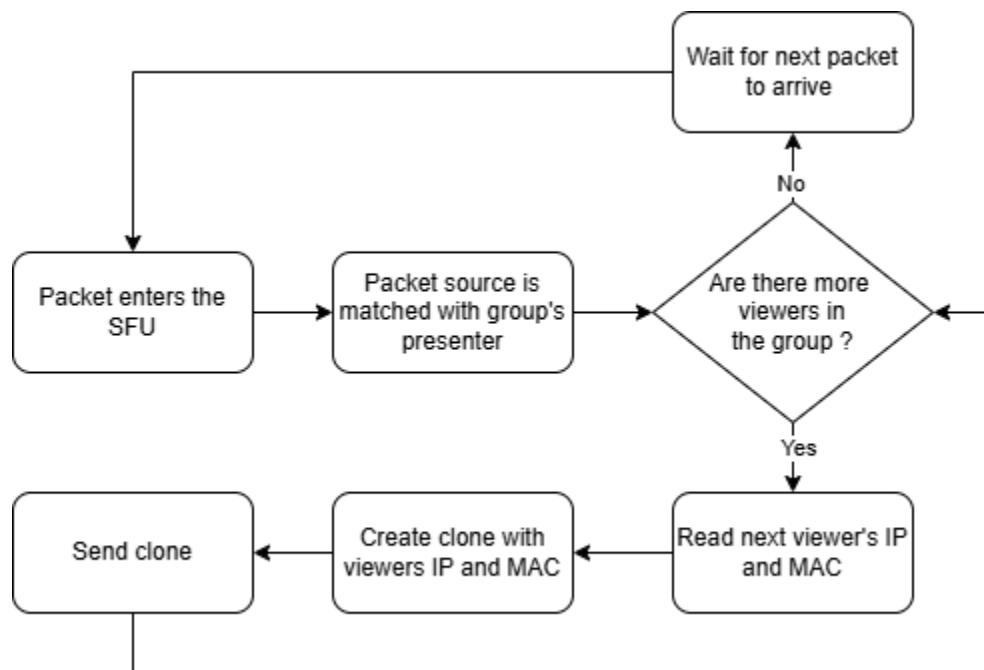 Wait for next packet
to arrive
No
Packet enters the
SFU
Packet source is
matched with group's
presenter
Are there more
viewers in
the group ?
Yes
Send clone
Create clone with
viewers IP and MAC
Read next viewer's IP
and MAC